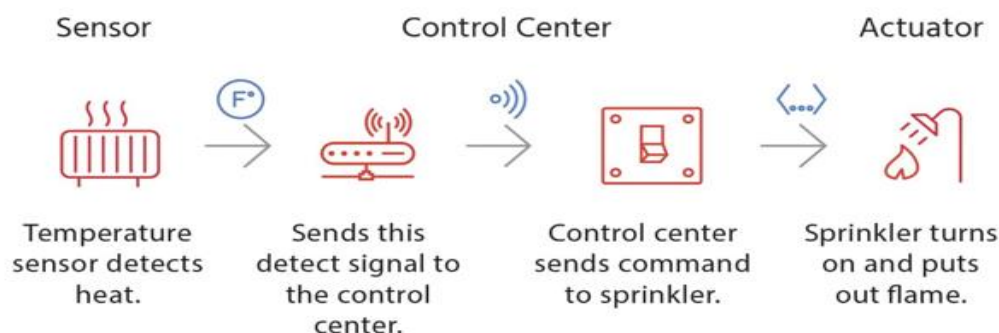 Sensor
Control Center
Actuator
F°
Temperature
sensor detects
heat.
Sends this
detect signal to
the control
center.
Control center
sends command
to sprinkler.
Sprinkler turns
on and puts
out flame.